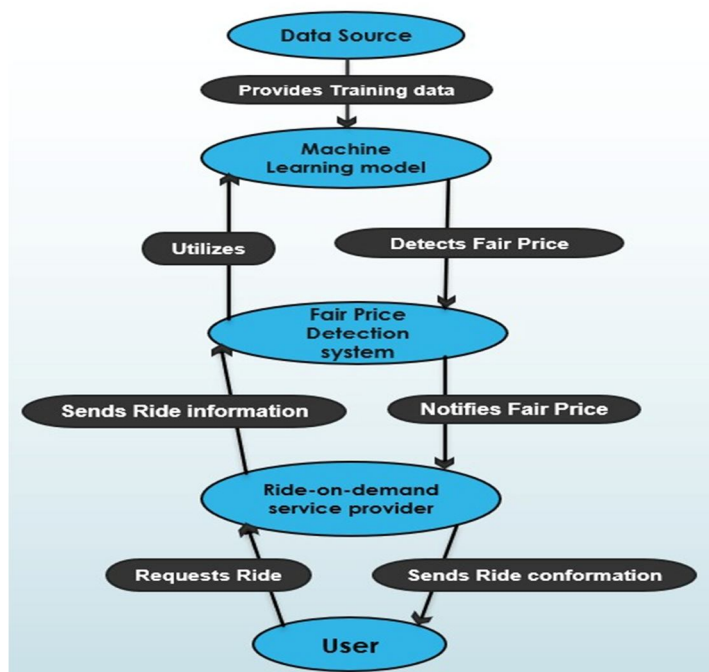 Data Source
Provides Training data
Machine
Learning model
Utilizes
Detects Fair Price
Fair Price
Detection
system
Sends Ride information
Notifies Fair Price
Ride-on-demand
service provider
Requests Ride
Sends Ride conformation
User